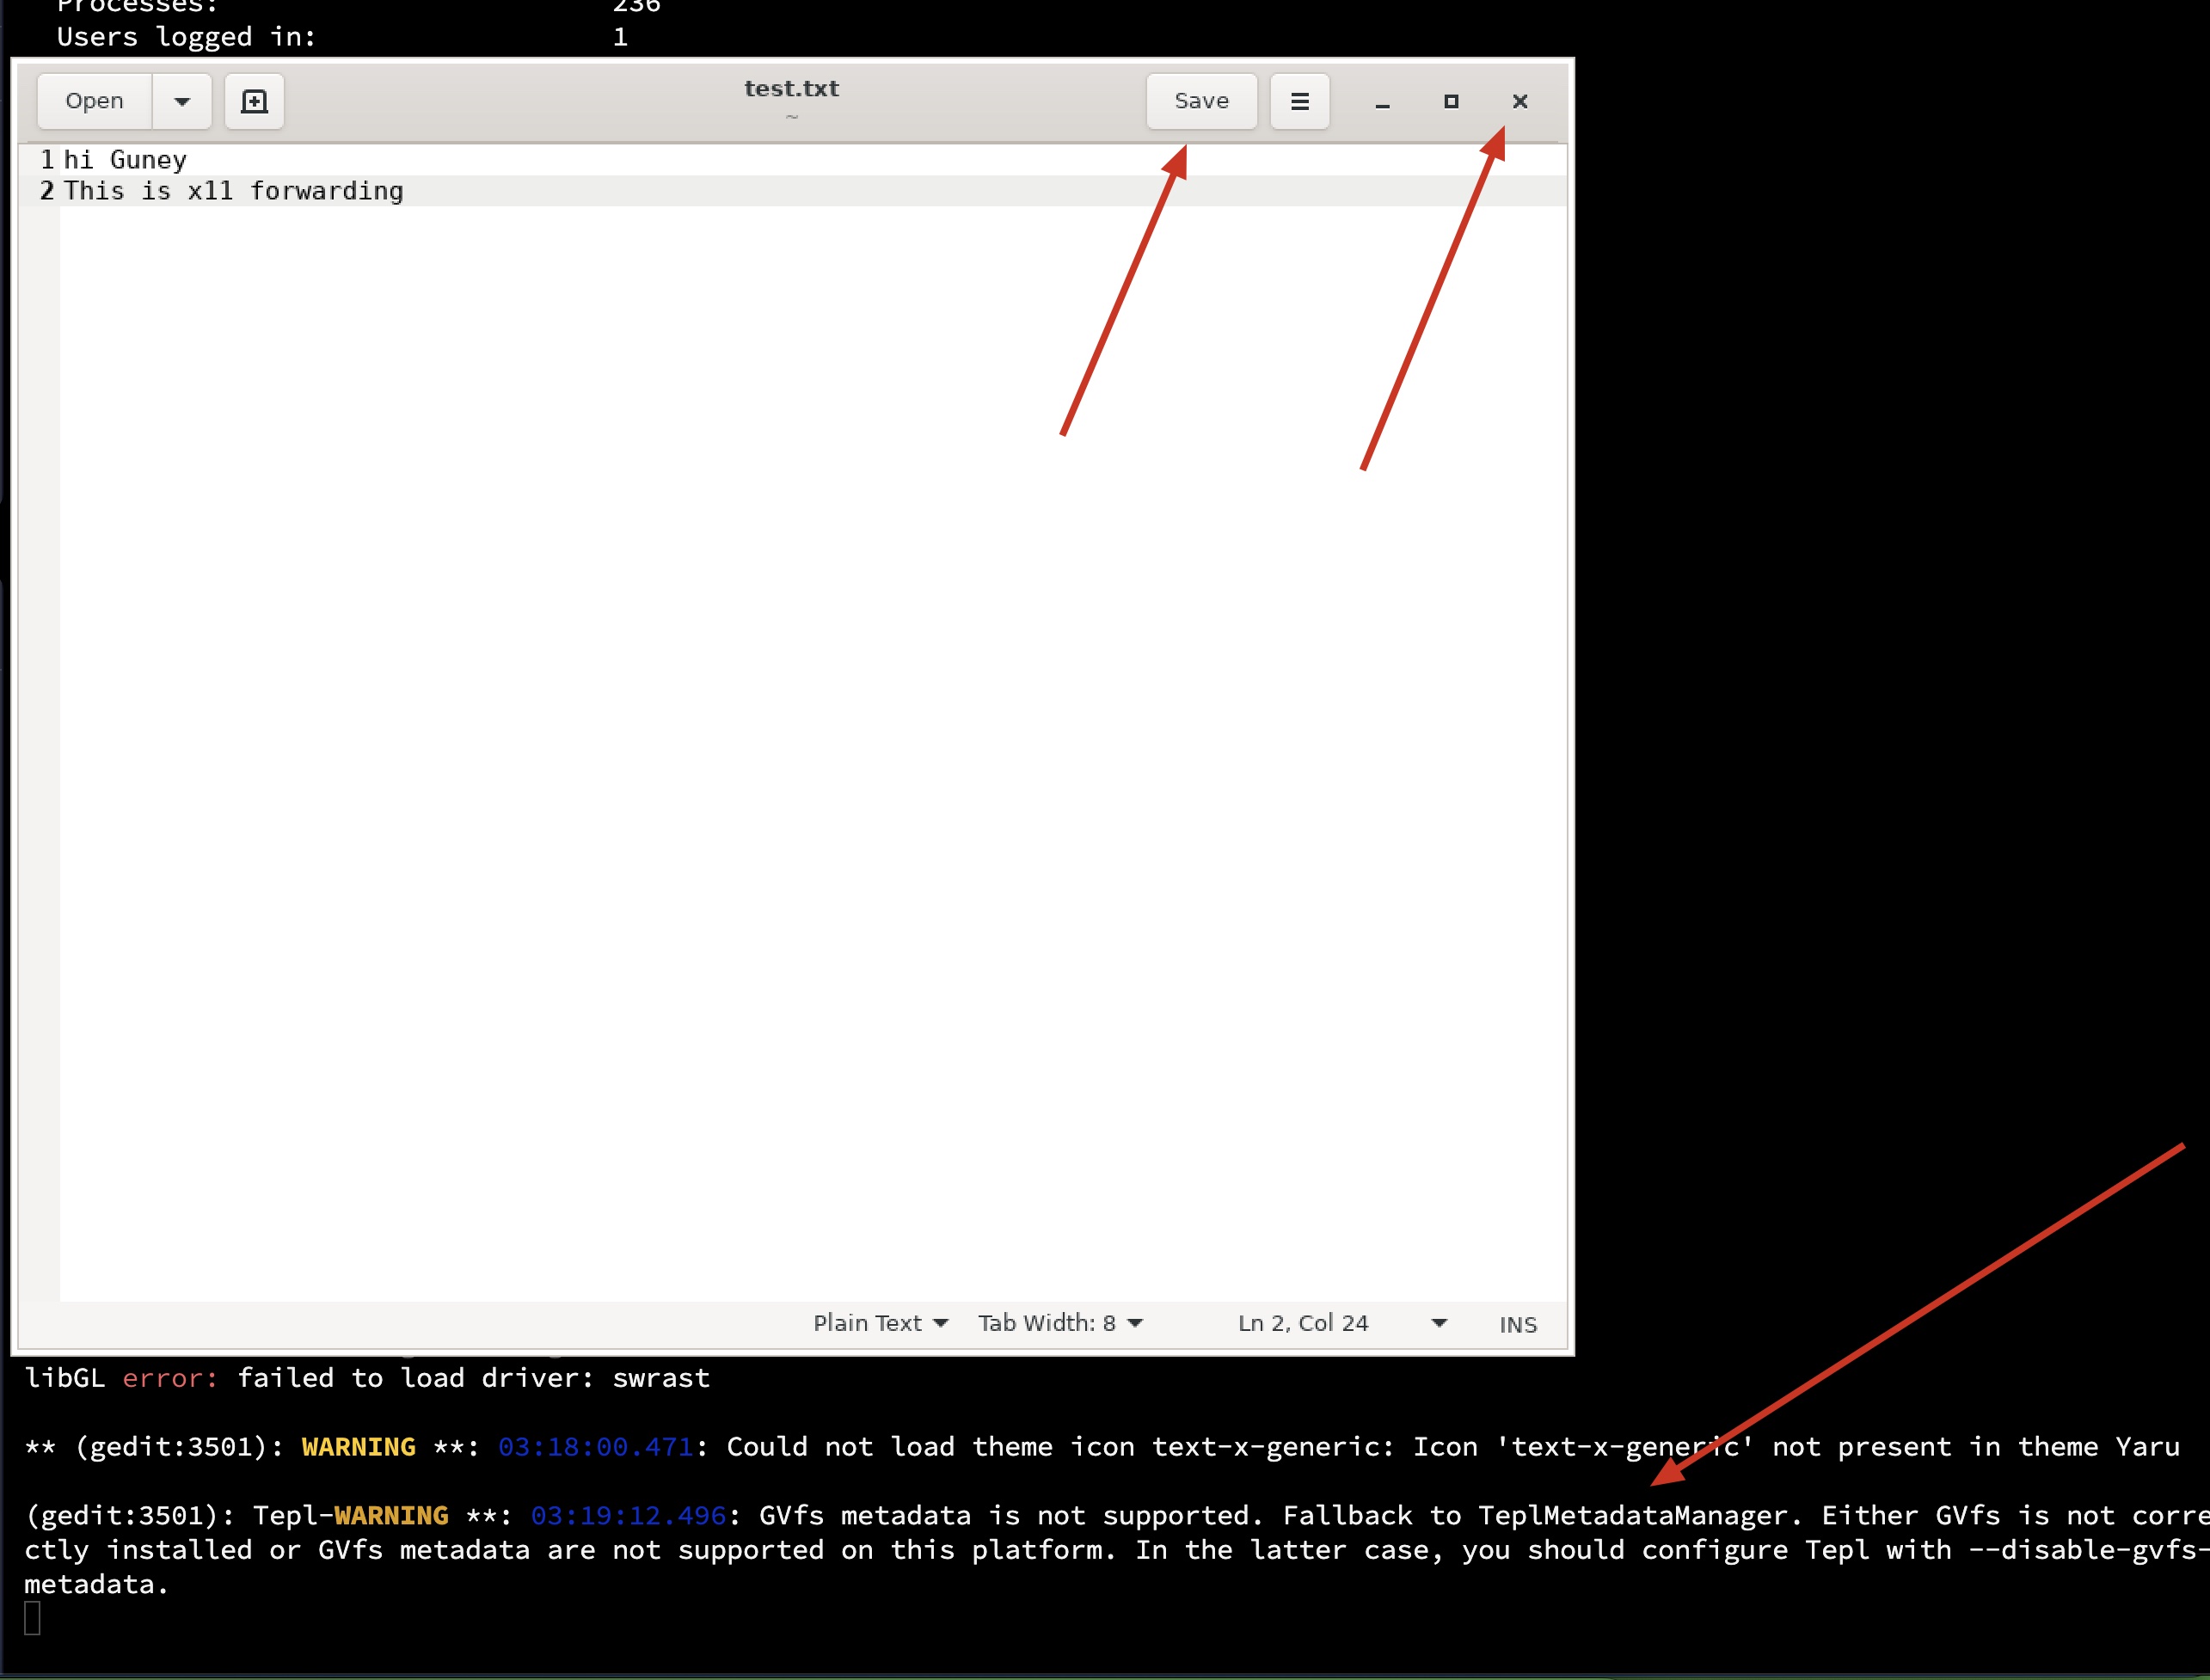 Processes: 236
Users logged in: 1
Open
test.txt
~
Save
1 hi Guney
2 This is x11 forwarding
Plain Text Tab Width: 8 Ln 2, Col 24 INS
libGL error: failed to load driver: swrast
** (gedit:3501): WARNING **: 03:18:00.471: Could not load theme icon text-x-generic: Icon 'text-x-generic' not present in theme Yaru
(gedit:3501): Tepl-WARNING **: 03:19:12.496: GVfs metadata is not supported. Fallback to TeplMetadataManager. Either GVfs is not corre
ctly installed or GVfs metadata are not supported on this platform. In the latter case, you should configure Tepl with --disable-gvfs-
metadata.